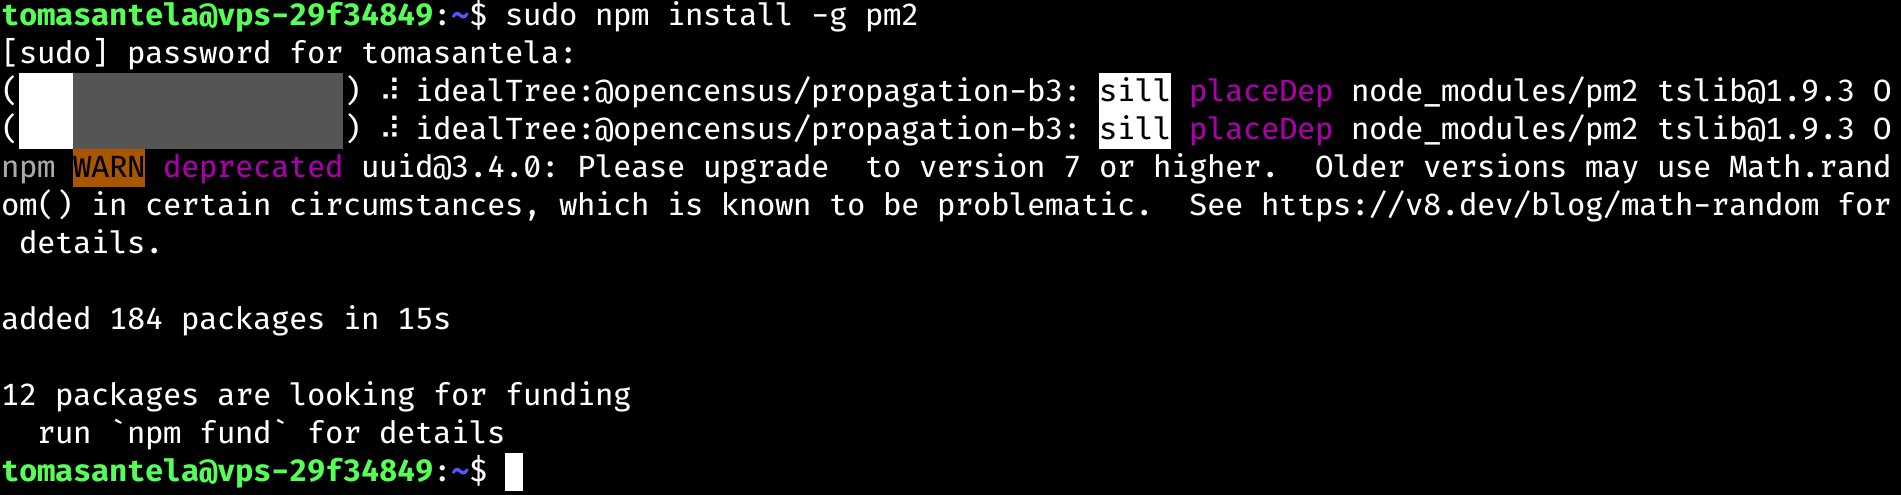 tomasantela@vps-29f34849:~$ sudo npm install -g pm2
[sudo] password for tomasantela:
(                  ) ⠼ idealTree:@opencensus/propagation-b3: sill placeDep node_modules/pm2 tslib@1.9.3 O
(                  ) ⠼ idealTree:@opencensus/propagation-b3: sill placeDep node_modules/pm2 tslib@1.9.3 O
npm WARN deprecated uuid@3.4.0: Please upgrade  to version 7 or higher.  Older versions may use Math.rand
om() in certain circumstances, which is known to be problematic.  See https://v8.dev/blog/math-random for
 details.
added 184 packages in 15s
12 packages are looking for funding
  run `npm fund` for details
tomasantela@vps-29f34849:~$